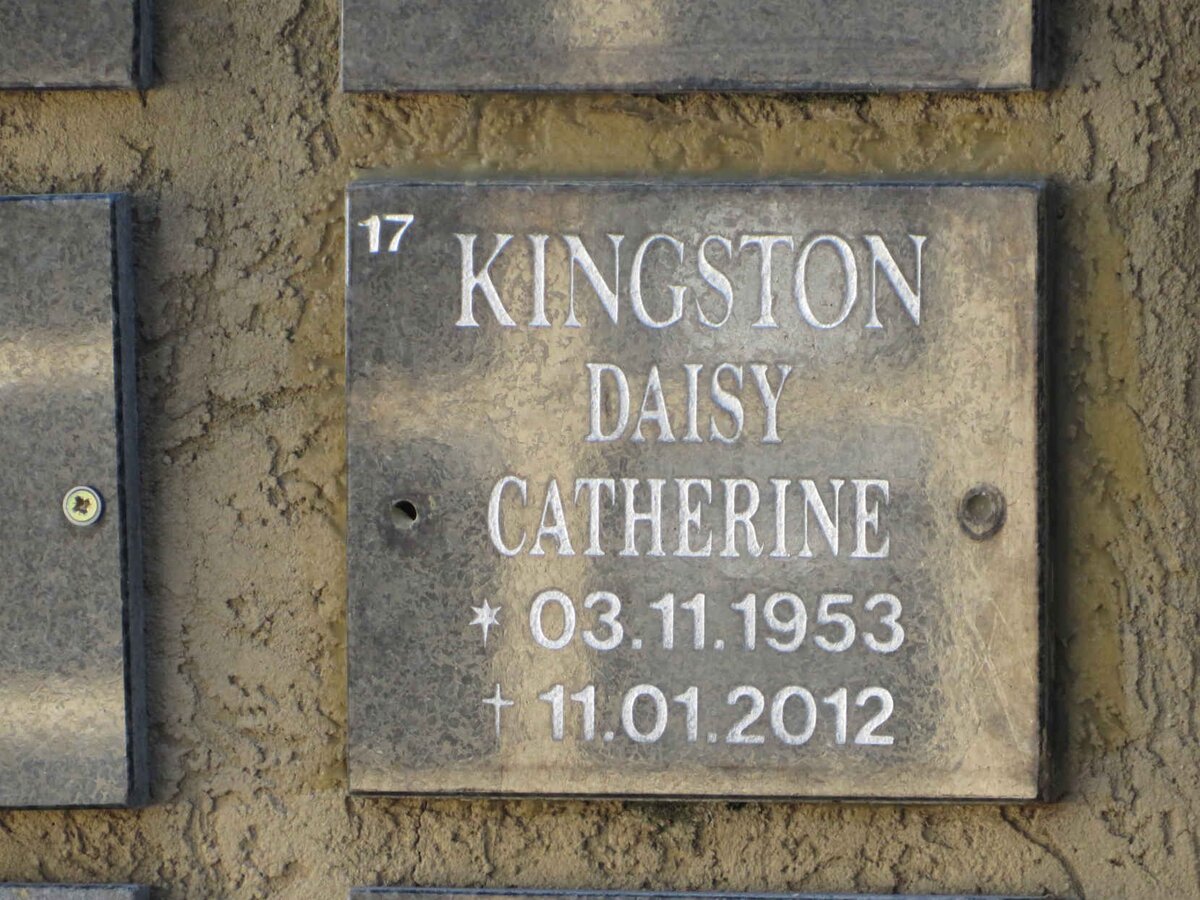 17
KINGSTON
DAISY
CATHERINE
* 03.11.1953
† 11.01.2012